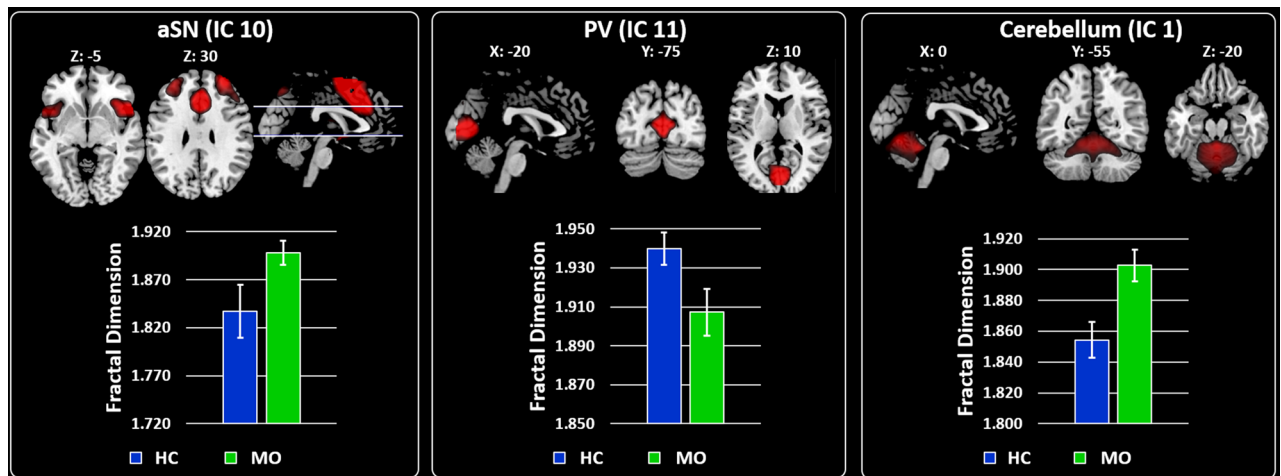 aSN (IC 10)
Z: -5 Z: 30
Fractal Dimension
1.920
1.870
1.820
1.770
1.720
HC MO
PV (IC 11)
X: -20 Y: -75 Z: 10
Fractal Dimension
1.950
1.930
1.910
1.890
1.870
1.850
HC MO
Cerebellum (IC 1)
X: 0 Y: -55 Z: -20
Fractal Dimension
1.920
1.900
1.880
1.860
1.840
1.820
1.800
HC MO